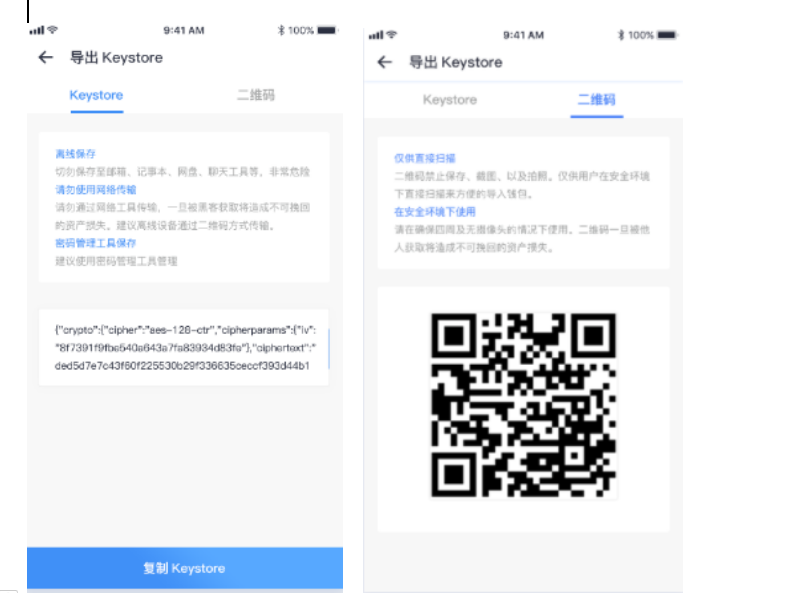 9:41 AM
100%
导出 Keystore
Keystore
二维码
离线保存
切勿保存至邮箱、记事本、网盘、聊天工具等，非常危险
请勿使用网络传输
请勿通过网络工具传输，一旦被黑客获取将造成不可挽回
的资产损失。建议离线设备通过二维码方式传输。
密码管理工具保存
建议使用密码管理工具管理
{"crypto":{"cipher":"aes-128-ctr","cipherparams":{"iv":
"8f7391f9fbe540a643a7fa83934d83fa"},"ciphertext":"
ded5d7e7c43f60f225530b29f336635ceccf393d44b1
复制 Keystore
9:41 AM
100%
导出 Keystore
Keystore
二维码
仅供直接扫描
二维码禁止保存、截图、以及拍照。仅供用户在安全环境
下直接扫描来方便的导入钱包。
在安全环境下使用
请在确保四周及无摄像头的情况下使用。二维码一旦被他
人获取将造成不可挽回的资产损失。